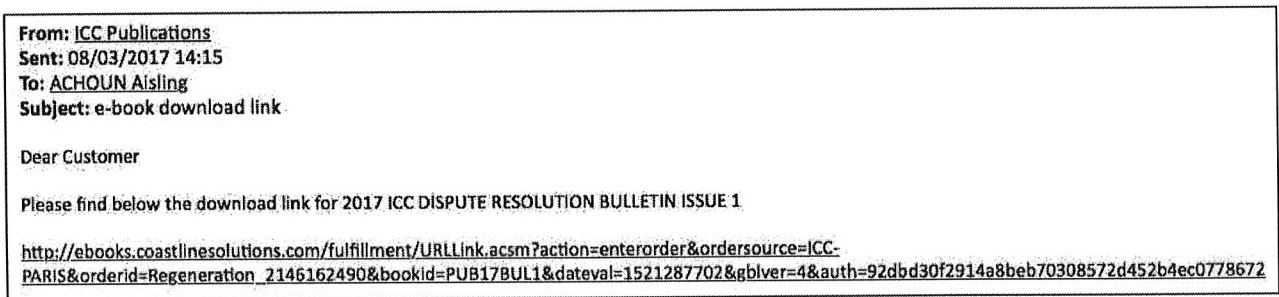 From: ICC Publications
Sent: 08/03/2017 14:15
To: ACHOUN Aisling
Subject: e-book download link
Dear Customer
Please find below the download link for 2017 ICC DISPUTE RESOLUTION BULLETIN ISSUE 1
http://ebooks.coastlinesolutions.com/fulfillment/URLLink.acsm?action=enterorder&ordersource=ICC-
PARIS&orderid=Regeneration_2146162490&bookid=PUB17BUL1&dateval=1521287702&gblver=4&auth=92dbd30f2914a8beb70308572d452b4ec0778672